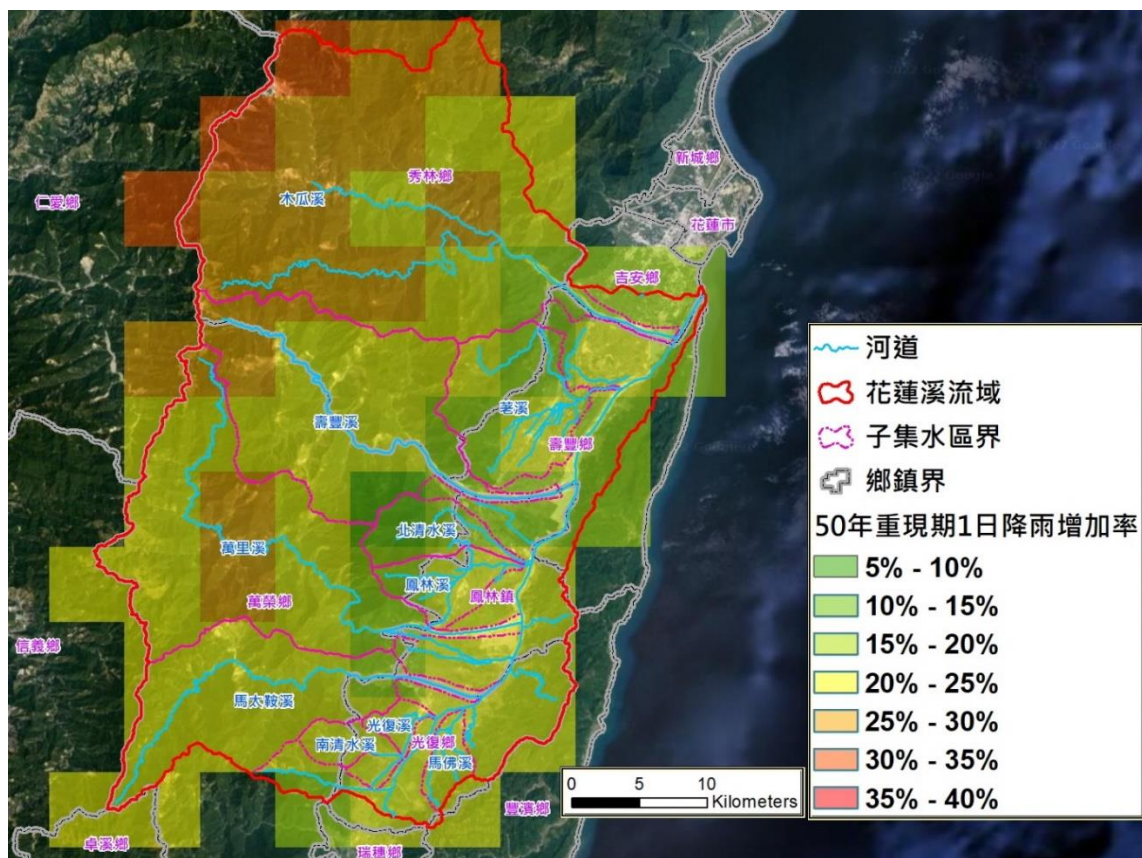 新城鄉
秀林鄉
仁愛鄉
木瓜溪
花蓮市
吉安鄉
河道
花蓮溪流域
荖溪
壽豐溪
子集水區界
壽豐鄉
鄉鎮界
50年重現期1日降雨增加率
北清水溪
萬里溪
5% - 10%
鳳林溪
鳳林鎮
萬榮鄉
10% - 15%
信義鄉
15% - 20%
馬太鞍溪
20% - 25%
光復溪
光復鄉
南清水溪
馬佛溪
25% - 30%
0 5 10
Kilometers
30% - 35%
豐濱鄉
35% - 40%
卓溪鄉
瑞穗鄉